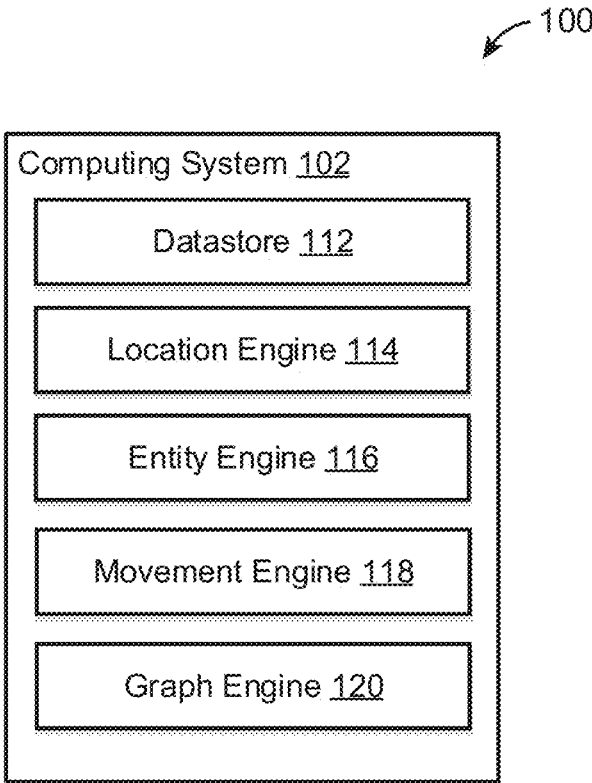 100
Computing System 102
Datastore 112
Location Engine 114
Entity Engine 116
Movement Engine 118
Graph Engine 120